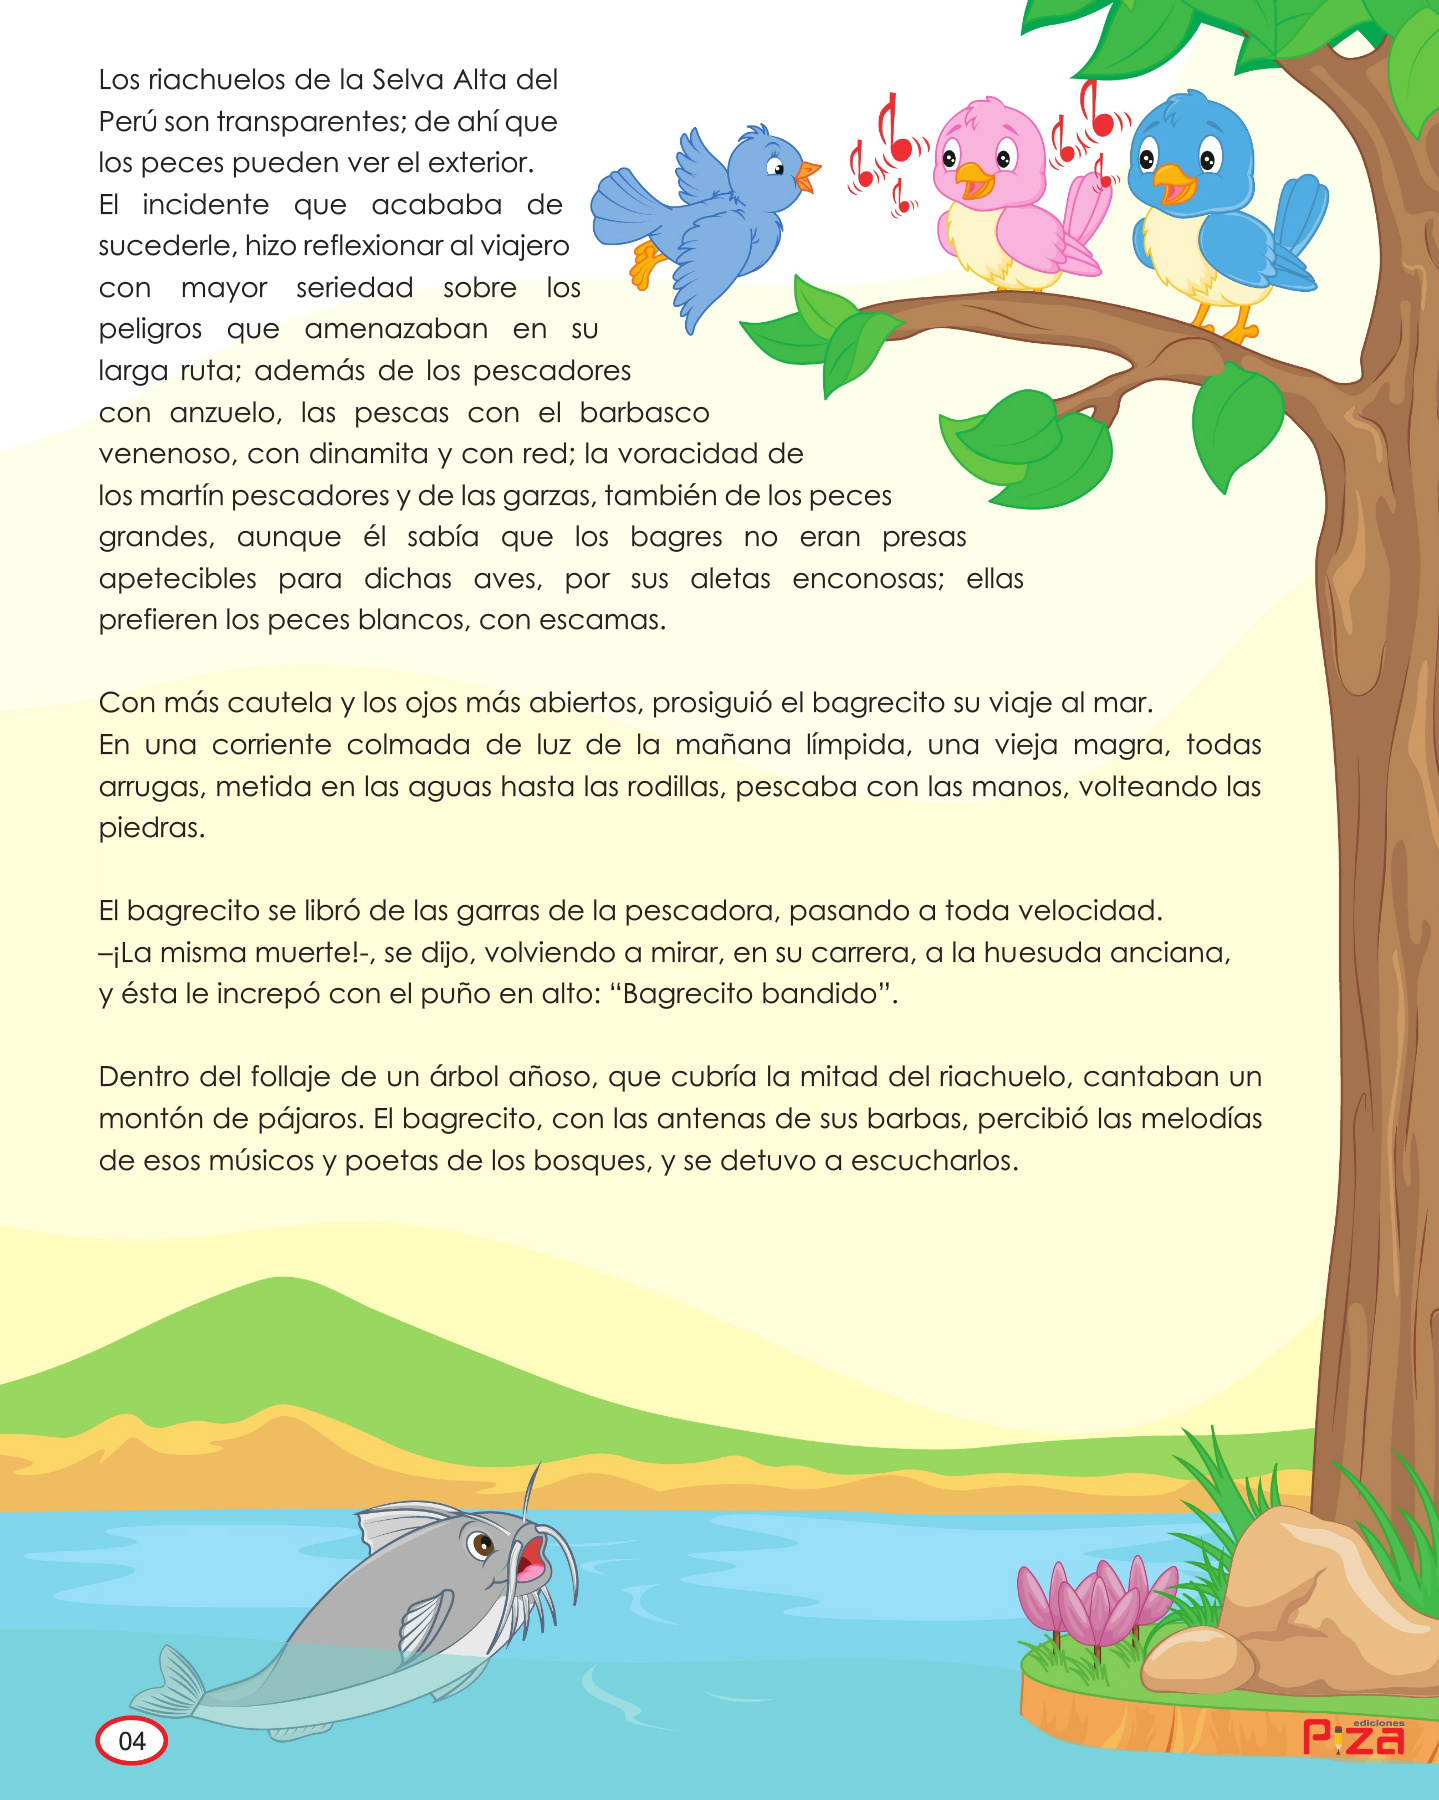 Los riachuelos de la Selva Alta del
Perú son transparentes; de ahí que
los peces pueden ver el exterior.
El incidente que acababa de
sucederle, hizo reflexionar al viajero
con mayor seriedad sobre los
peligros que amenazaban en su
larga ruta; además de los pescadores
con anzuelo, las pescas con el barbasco
venenoso, con dinamita y con red; la voracidad de
los martín pescadores y de las garzas, también de los peces
grandes, aunque él sabía que los bagres no eran presas
apetecibles para dichas aves, por sus aletas enconosas; ellas
prefieren los peces blancos, con escamas.
Con más cautela y los ojos más abiertos, prosiguió el bagrecito su viaje al mar.
En una corriente colmada de luz de la mañana límpida, una vieja magra, todas
arrugas, metida en las aguas hasta las rodillas, pescaba con las manos, volteando las
piedras.
El bagrecito se libró de las garras de la pescadora, pasando a toda velocidad.
–¡La misma muerte!-, se dijo, volviendo a mirar, en su carrera, a la huesuda anciana,
y ésta le increpó con el puño en alto: “Bagrecito bandido”.
Dentro del follaje de un árbol añoso, que cubría la mitad del riachuelo, cantaban un
montón de pájaros. El bagrecito, con las antenas de sus barbas, percibió las melodías
de esos músicos y poetas de los bosques, y se detuvo a escucharlos.
04
ediciones
Piza